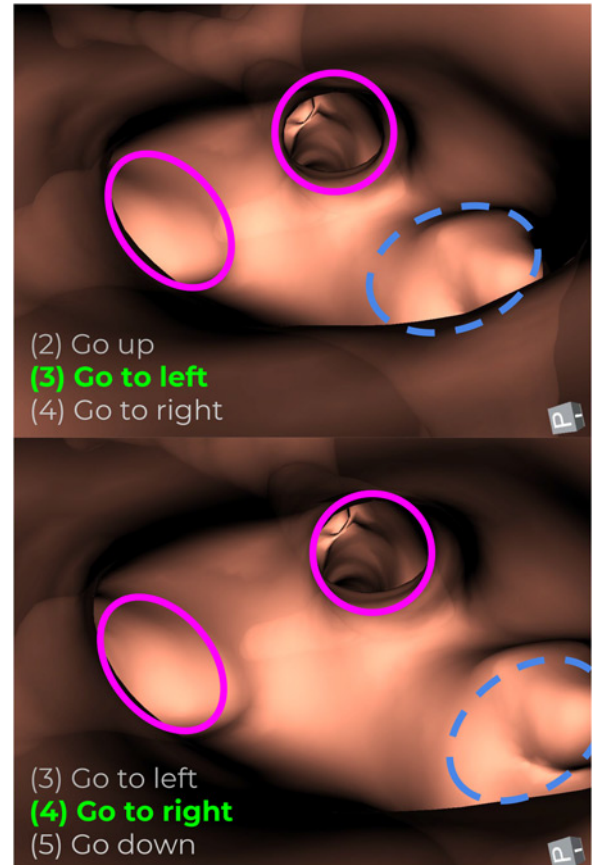 (2) Go up
(3) Go to left
(4) Go to right
P
(3) Go to left
(4) Go to right
(5) Go down
P